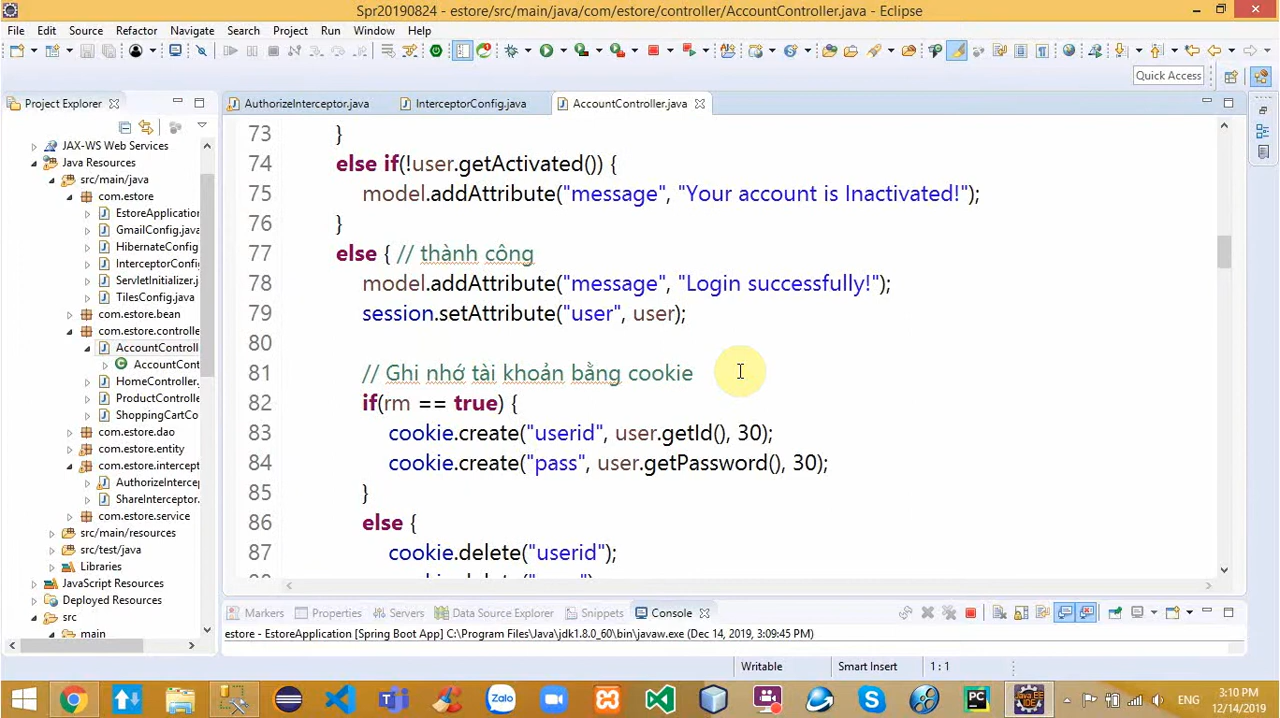 Spr20190824 - estore/src/main/java/com/estore/controller/AccountController.java - Eclipse
File Edit Source Refactor Navigate Search Project Run Window Help
Quick Access
Project Explorer
AuthorizeInterceptor.java
InterceptorConfig.java
AccountController.java
JAX-WS Web Services
Java Resources
src/main/java
com.estore
EstoreApplication
GmailConfig.java
HibernateConfig
InterceptorConfig
ServletInitializer.j
TilesConfig.java
com.estore.bean
com.estore.controlle
AccountControll
AccountCont
HomeController.
ProductControlle
ShoppingCartCo
com.estore.dao
com.estore.entity
com.estore.intercept
AuthorizeInterce
ShareInterceptor.
com.estore.service
src/main/resources
src/test/java
Libraries
JavaScript Resources
Deployed Resources
src
main
73 }
74 else if(!user.getActivated()) {
75 model.addAttribute("message", "Your account is Inactivated!");
76 }
77 else { // thành công
78 model.addAttribute("message", "Login successfully!");
79 session.setAttribute("user", user);
80
81 // Ghi nhớ tài khoản bằng cookie
82 if(rm == true) {
83 cookie.create("userid", user.getId(), 30);
84 cookie.create("pass", user.getPassword(), 30);
85 }
86 else {
87 cookie.delete("userid");
Markers Properties Servers Data Source Explorer Snippets Console
estore - EstoreApplication [Spring Boot App] C:\Program Files\Java\jdk1.8.0_60\bin\javaw.exe (Dec 14, 2019, 3:09:45 PM)
Writable Smart Insert 1 : 1
Zalo
PC
Java EE
IDE
ENG
3:10 PM
12/14/2019